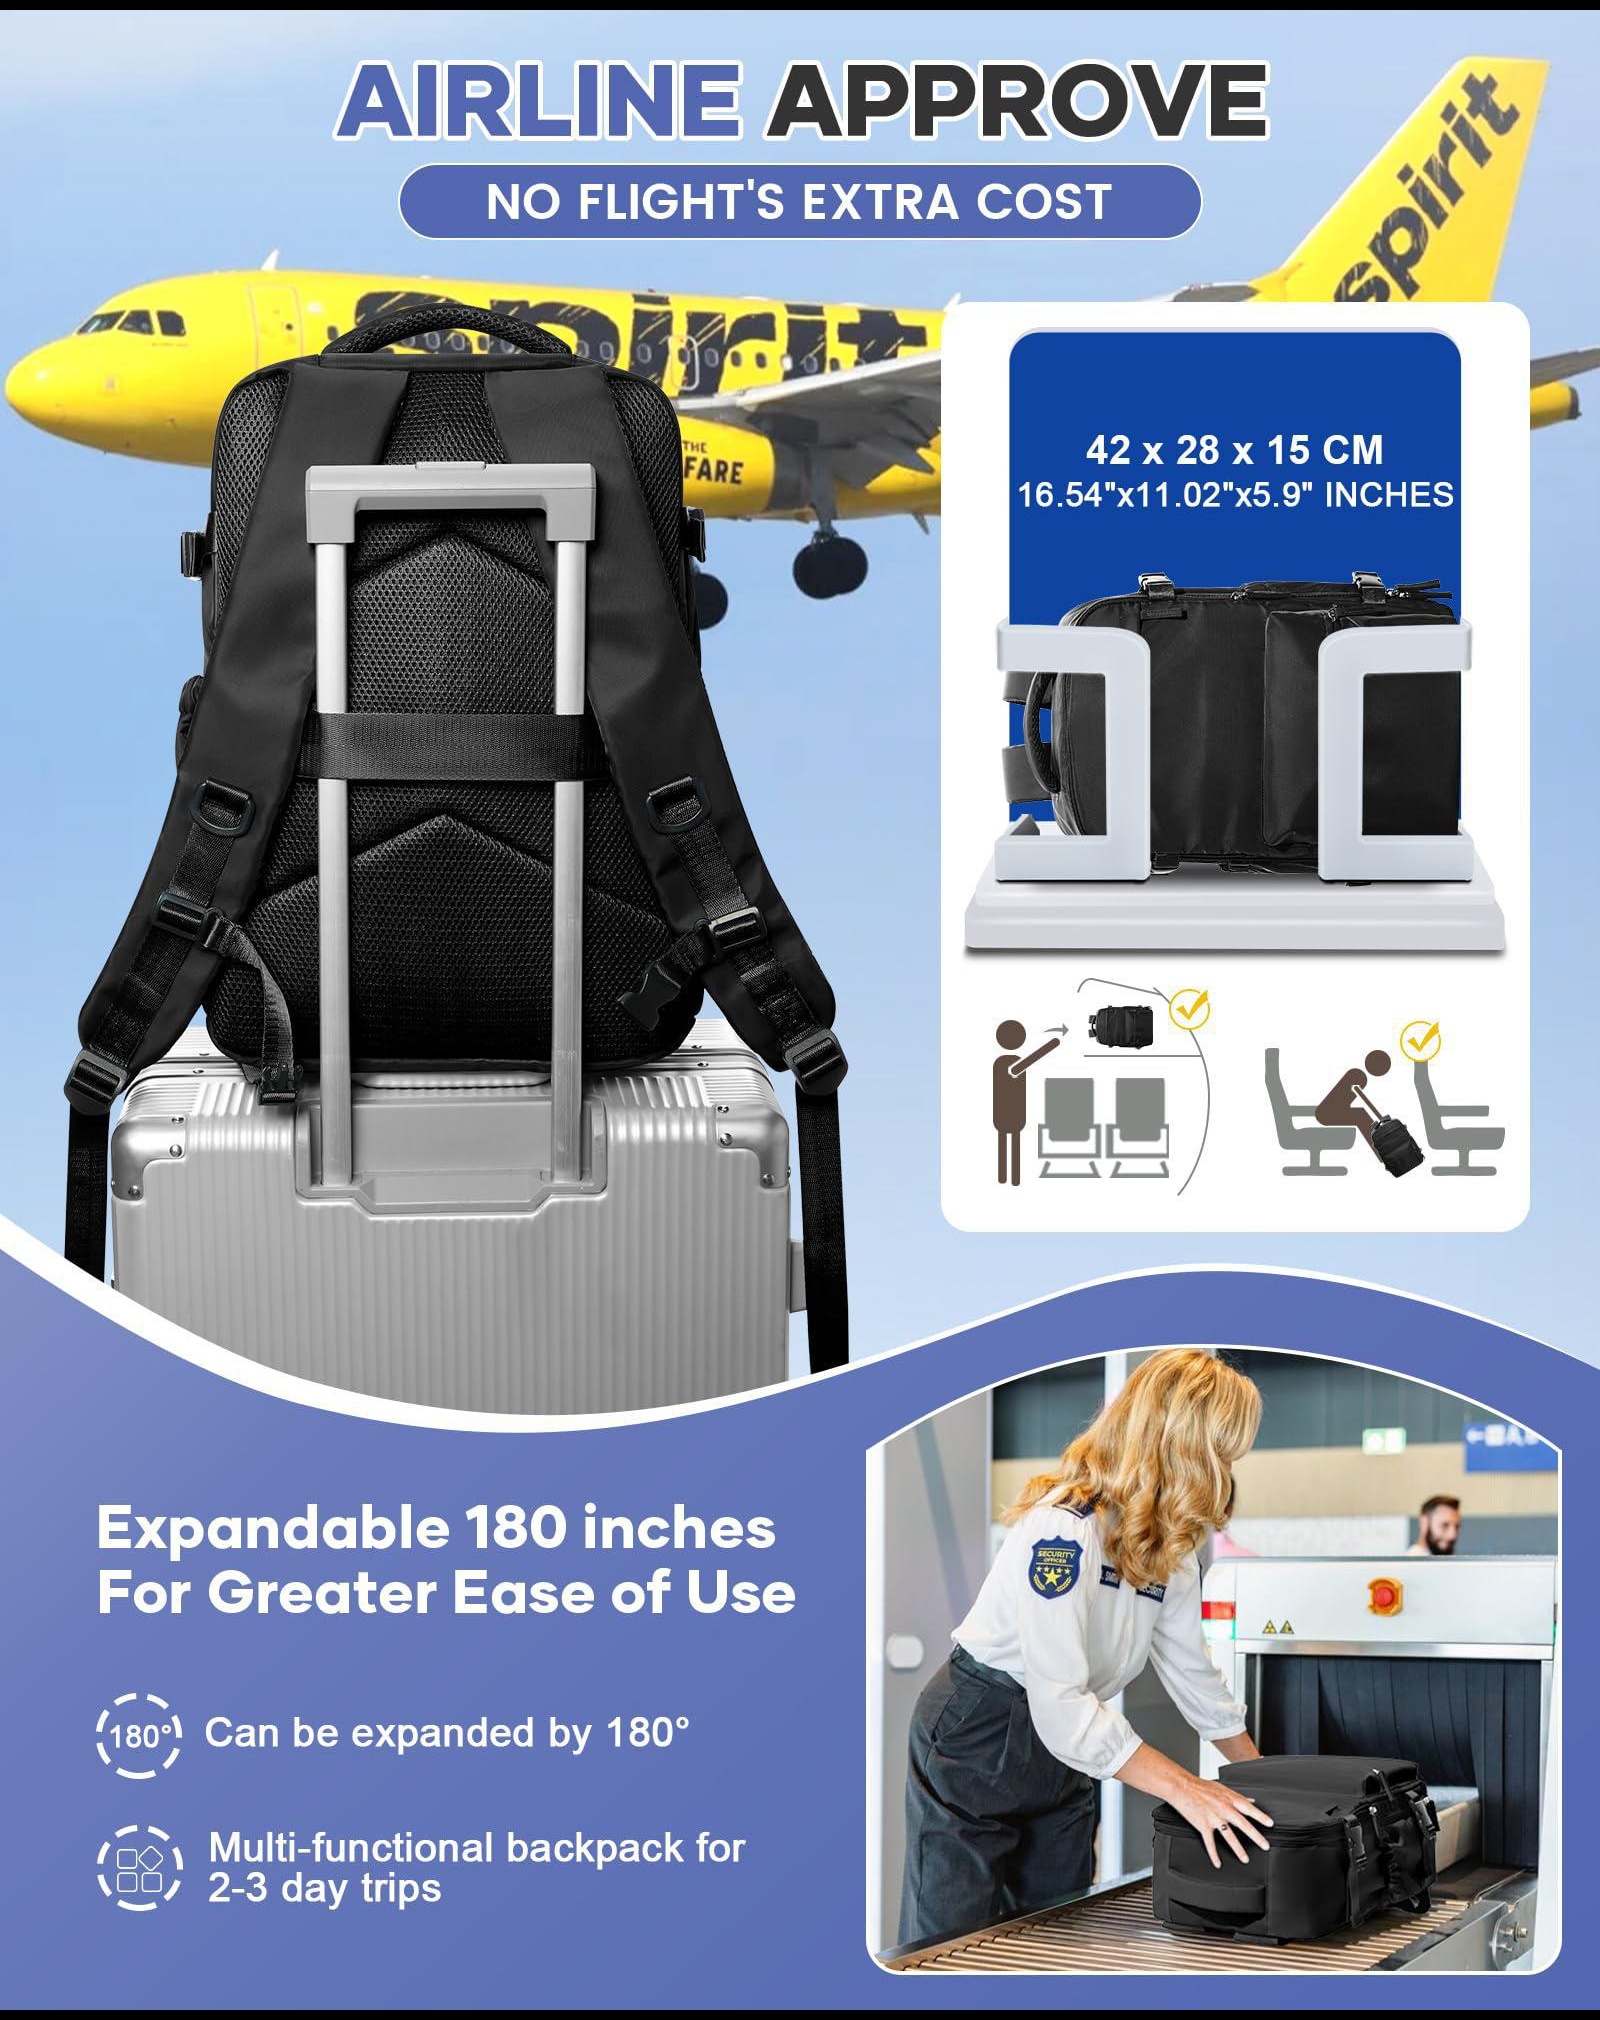 AIRLINE APPROVE
NO FLIGHT'S EXTRA COST
spirit
spirit
THE
FARE
42 x 28 x 15 CM
16.54"x11.02"x5.9" INCHES
Expandable 180 inches
For Greater Ease of Use
180°
Can be expanded by 180°
Multi-functional backpack for
2-3 day trips
SECURITY
OFFICER
SECURITY